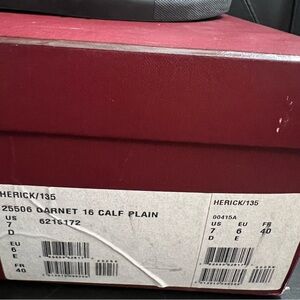 HERICK/135
25506 GARNET 16 CALF PLAIN
US 6216172
7
D
EU
6
E
FR
40
HERICK/135
00415A
US EU FR
7 6 40
D E